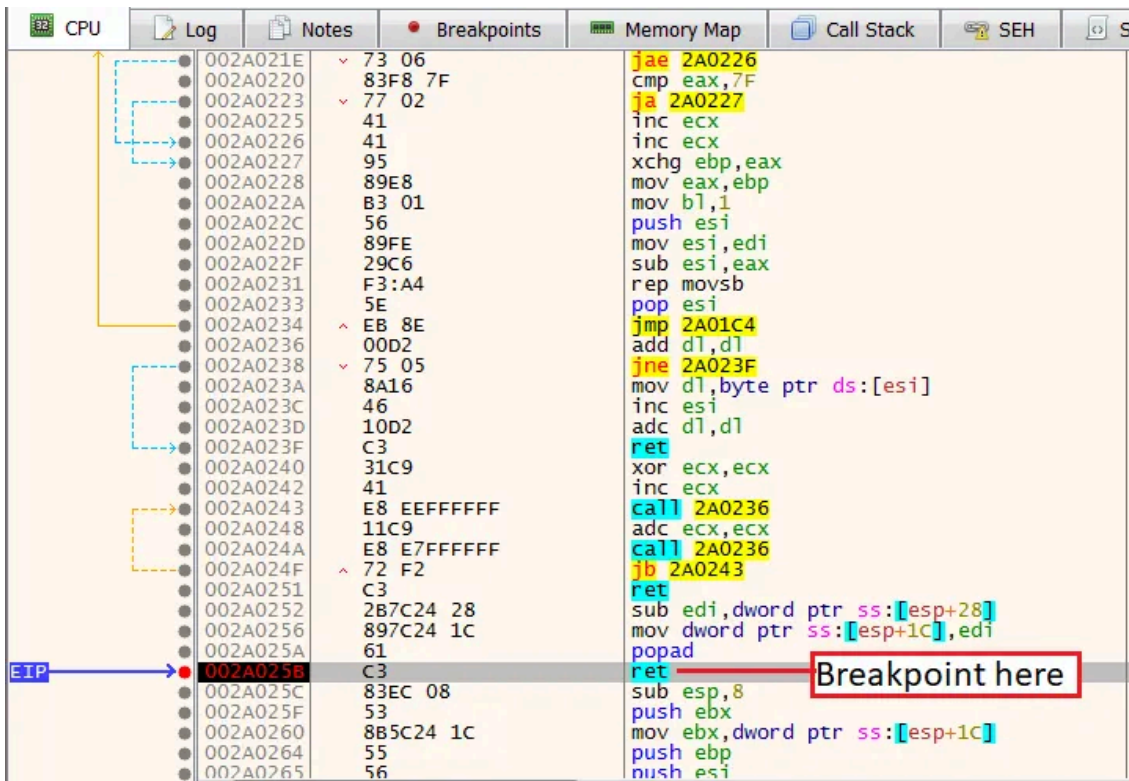 CPU Log Notes Breakpoints Memory Map Call Stack SEH S
002A021E 73 06 jae 2A0226
002A0220 83F8 7F cmp eax,7F
002A0223 77 02 ja 2A0227
002A0225 41 inc ecx
002A0226 41 inc ecx
002A0227 95 xchg ebp,eax
002A0228 89E8 mov eax,ebp
002A022A B3 01 mov bl,1
002A022C 56 push esi
002A022D 89FE mov esi,edi
002A022F 29C6 sub esi,eax
002A0231 F3:A4 rep movsb
002A0233 5E pop esi
002A0234 EB 8E jmp 2A01C4
002A0236 00D2 add dl,dl
002A0238 75 05 jne 2A023F
002A023A 8A16 mov dl,byte ptr ds:[esi]
002A023C 46 inc esi
002A023D 10D2 adc dl,dl
002A023F C3 ret
002A0240 31C9 xor ecx,ecx
002A0242 41 inc ecx
002A0243 E8 EEFFFFFF call 2A0236
002A0248 11C9 adc ecx,ecx
002A024A E8 E7FFFFFF call 2A0236
002A024F 72 F2 jb 2A0243
002A0251 C3 ret
002A0252 2B7C24 28 sub edi,dword ptr ss:[esp+28]
002A0256 897C24 1C mov dword ptr ss:[esp+1C],edi
002A025A 61 popad
EIP 002A025B C3 ret Breakpoint here
002A025C 83EC 08 sub esp,8
002A025F 53 push ebx
002A0260 8B5C24 1C mov ebx,dword ptr ss:[esp+1C]
002A0264 55 push ebp
002A0265 56 push esi